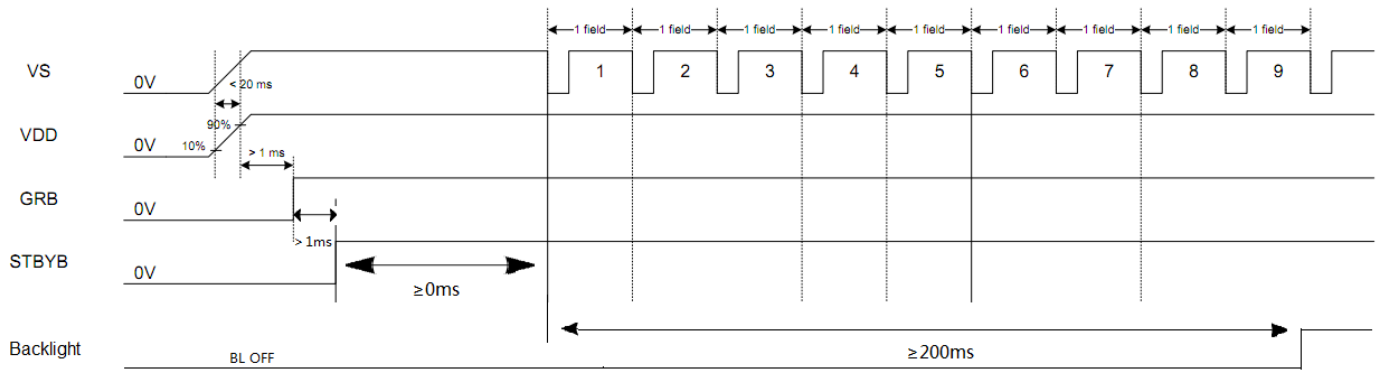 1 field 1 field 1 field 1 field 1 field 1 field 1 field 1 field 1 field
VS 0V < 20 ms 1 2 3 4 5 6 7 8 9
VDD 0V 10% 90% > 1 ms
GRB 0V
> 1ms
STBYB 0V
≥0ms
Backlight BL OFF ≥200ms